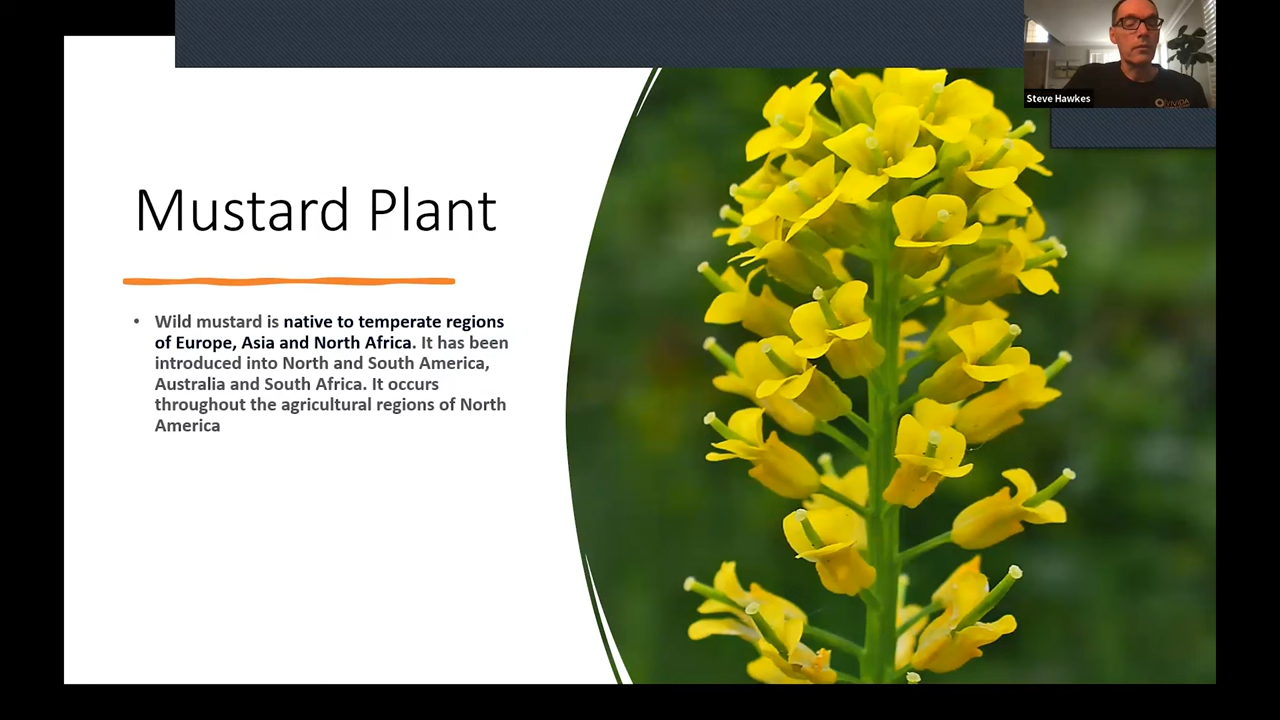 Steve Hawkes
Mustard Plant
• Wild mustard is native to temperate regions
of Europe, Asia and North Africa. It has been
introduced into North and South America,
Australia and South Africa. It occurs
throughout the agricultural regions of North
America